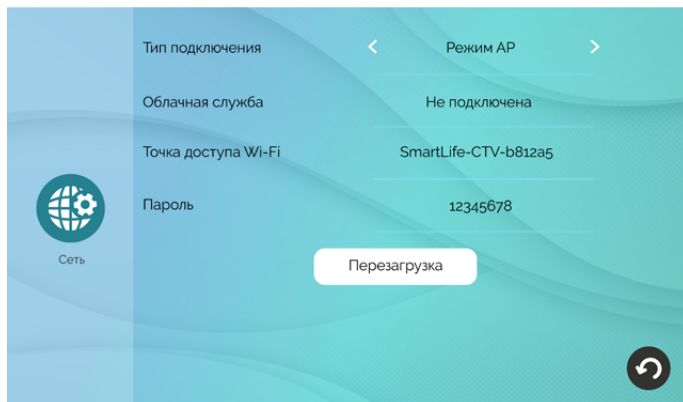 Тип подключения < Режим AP >
Облачная служба Не подключена
Точка доступа Wi-Fi SmartLife-CTV-b812a5
Пароль 12345678
Сеть
Перезагрузка